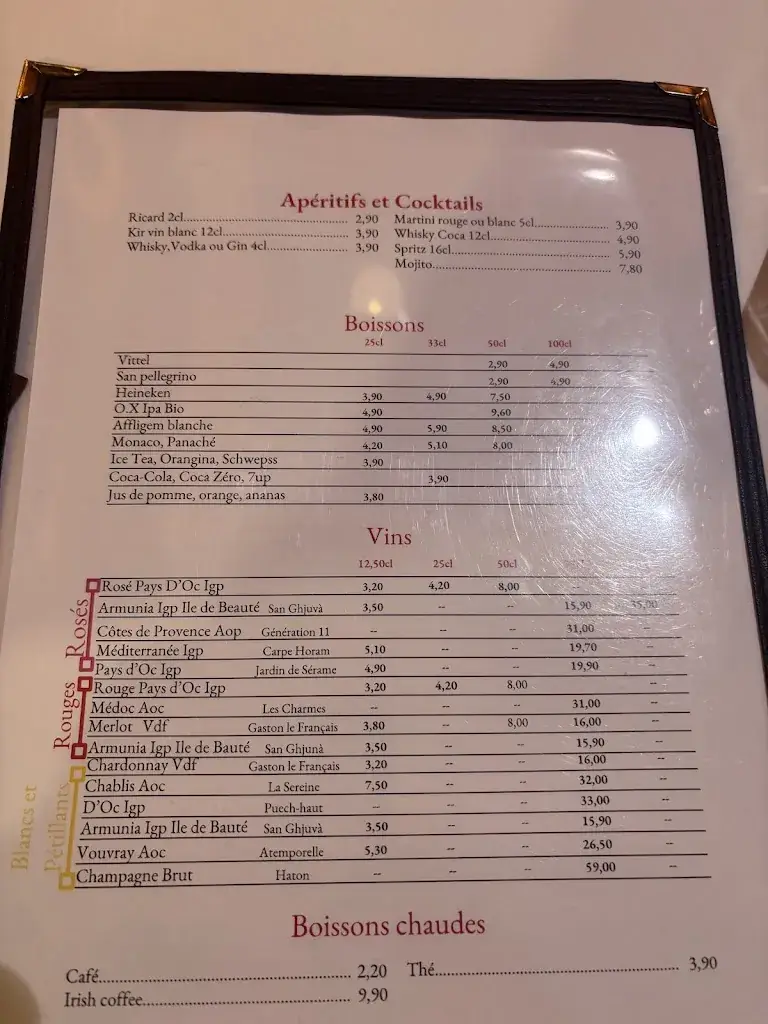 Apéritifs et Cocktails
Ricard 2cl.......... 2,90
Kir vin blanc 12cl.......... 3,90
Whisky,Vodka ou Gin 4cl.......... 3,90
Martini rouge ou blanc 5cl.......... 3,90
Whisky Coca 12cl.......... 4,90
Spritz 16cl.......... 5,90
Mojito.......... 7,80
Boissons
25cl 33cl 50cl 100cl
Vittel 2,90 4,90
San pellegrino 2,90 4,90
Heineken 3,90 4,90 7,50
O.X Ipa Bio 4,90 9,60
Affligem blanche 4,90 5,90 8,50
Monaco, Panaché 4,20 5,10 8,00
Ice Tea, Orangina, Schwepss 3,90
Coca-Cola, Coca Zéro, 7up 3,90
Jus de pomme, orange, ananas 3,80
Vins
12,50cl 25cl 50cl
Rosés
Rosé Pays D'Oc Igp 3,20 4,20 8,00
Armunia Igp Ile de Beauté San Ghjuvà 3,50 -- -- 15,90 35,00
Côtes de Provence Aop Génération 11 -- -- -- 31,00 --
Méditerranée Igp Carpe Horam 5,10 -- -- 19,70 --
Pays d'Oc Igp Jardin de Sérame 4,90 -- -- 19,90 --
Rouges
Rouge Pays d'Oc Igp 3,20 4,20 8,00 -- --
Médoc Aoc Les Charmes -- -- -- 31,00 --
Merlot Vdf Gaston le Français 3,80 -- 8,00 16,00 --
Armunia Igp Ile de Bauté San Ghjunà 3,50 -- -- 15,90 --
Blancs et
Pétillants
Chardonnay Vdf Gaston le Français 3,20 -- -- 16,00 --
Chablis Aoc La Sereine 7,50 -- -- 32,00 --
D'Oc Igp Puech-haut -- -- -- 33,00 --
Armunia Igp Ile de Bauté San Ghjuvà 3,50 -- -- 15,90 --
Vouvray Aoc Atemporelle 5,30 -- -- 26,50 --
Champagne Brut Haton -- -- -- 59,00 --
Boissons chaudes
Café.......... 2,20
Irish coffee.......... 9,90
Thé.......... 3,90